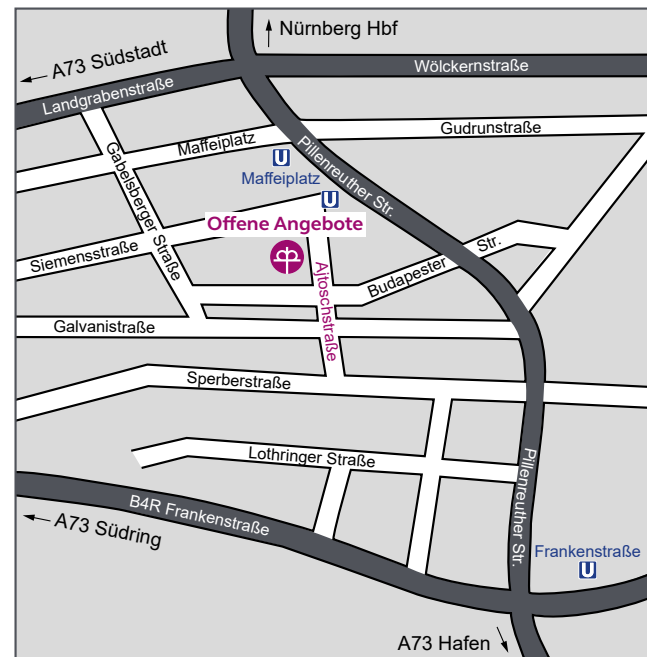 Nürnberg Hbf
A73 Südstadt
Wölckernstraße
Landgrabenstraße
Gudrunstraße
Maffeiplatz
Pillenreuther Str.
U
Maffeiplatz
U
Gabelsberger Straße
Offene Angebote
Siemensstraße
Budapester Str.
Ajtoschstraße
Galvanistraße
Sperberstraße
Lothringer Straße
Pillenreuther Str.
B4R Frankenstraße
A73 Südring
Frankenstraße
U
A73 Hafen